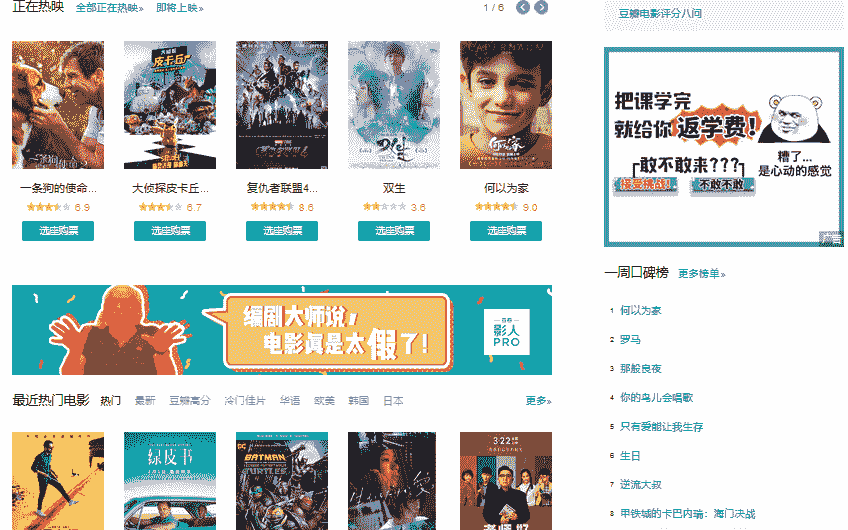 正在热映 全部正在热映» 即将上映» 1 / 6
一条狗的使命... 大侦探皮卡丘... 复仇者联盟4... 双生 何以为家
6.9 6.7 8.6 3.6 9.0
选座购票 选座购票 选座购票 选座购票 选座购票
编剧大师说，
电影真是太假了！
影人
PRO
最近热门电影 热门 最新 豆瓣高分 冷门佳片 华语 欧美 韩国 日本 更多»
绿皮书
BATMAN
TURTLES
3·22
老师·好
豆瓣电影评分八问
把课学完
就给你返学费！
敢不敢来???
接受挑战！ 不敢不敢
糟了...
是心动的感觉
广告
一周口碑榜 更多榜单»
1 何以为家
2 罗马
3 那般良夜
4 你的鸟儿会唱歌
5 只有爱能让我生存
6 生日
7 逆流大叔
8 甲铁城的卡巴内瑞：海门决战